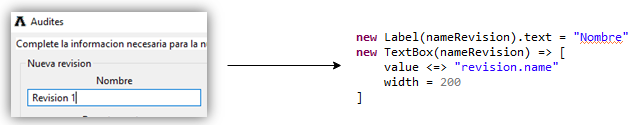 Audites
Complete la informacion necesaria para la n
Nueva revision
Nombre
Revision 1
new Label(nameRevision).text = "Nombre"
new TextBox(nameRevision) => [
value <=> "revision.name"
width = 200
]